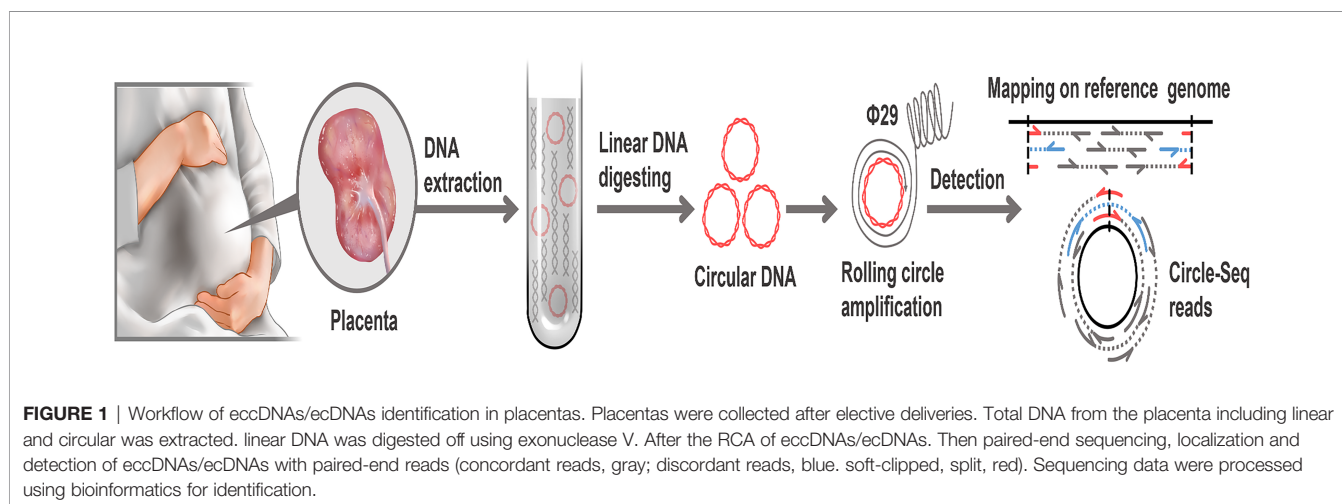 DNA
extraction
Placenta
Linear DNA
digesting
Circular DNA
Φ29
Rolling circle
amplification
Detection
Mapping on reference genome
Circle-Seq
reads
FIGURE 1 | Workflow of eccDNAs/ecDNAs identification in placentas. Placentas were collected after elective deliveries. Total DNA from the placenta including linear
and circular was extracted. linear DNA was digested off using exonuclease V. After the RCA of eccDNAs/ecDNAs. Then paired-end sequencing, localization and
detection of eccDNAs/ecDNAs with paired-end reads (concordant reads, gray; discordant reads, blue. soft-clipped, split, red). Sequencing data were processed
using bioinformatics for identification.